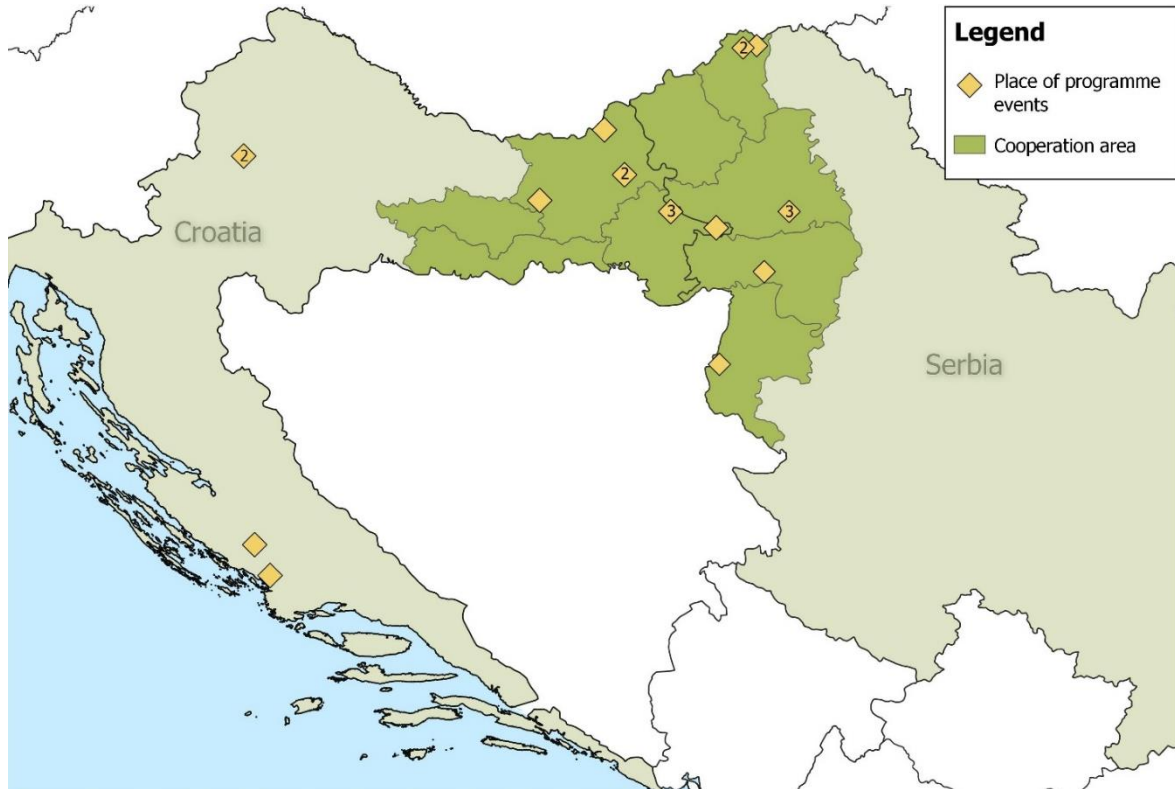 Legend
Place of programme
events
Cooperation area
2
2
2
3
3
Croatia
Serbia